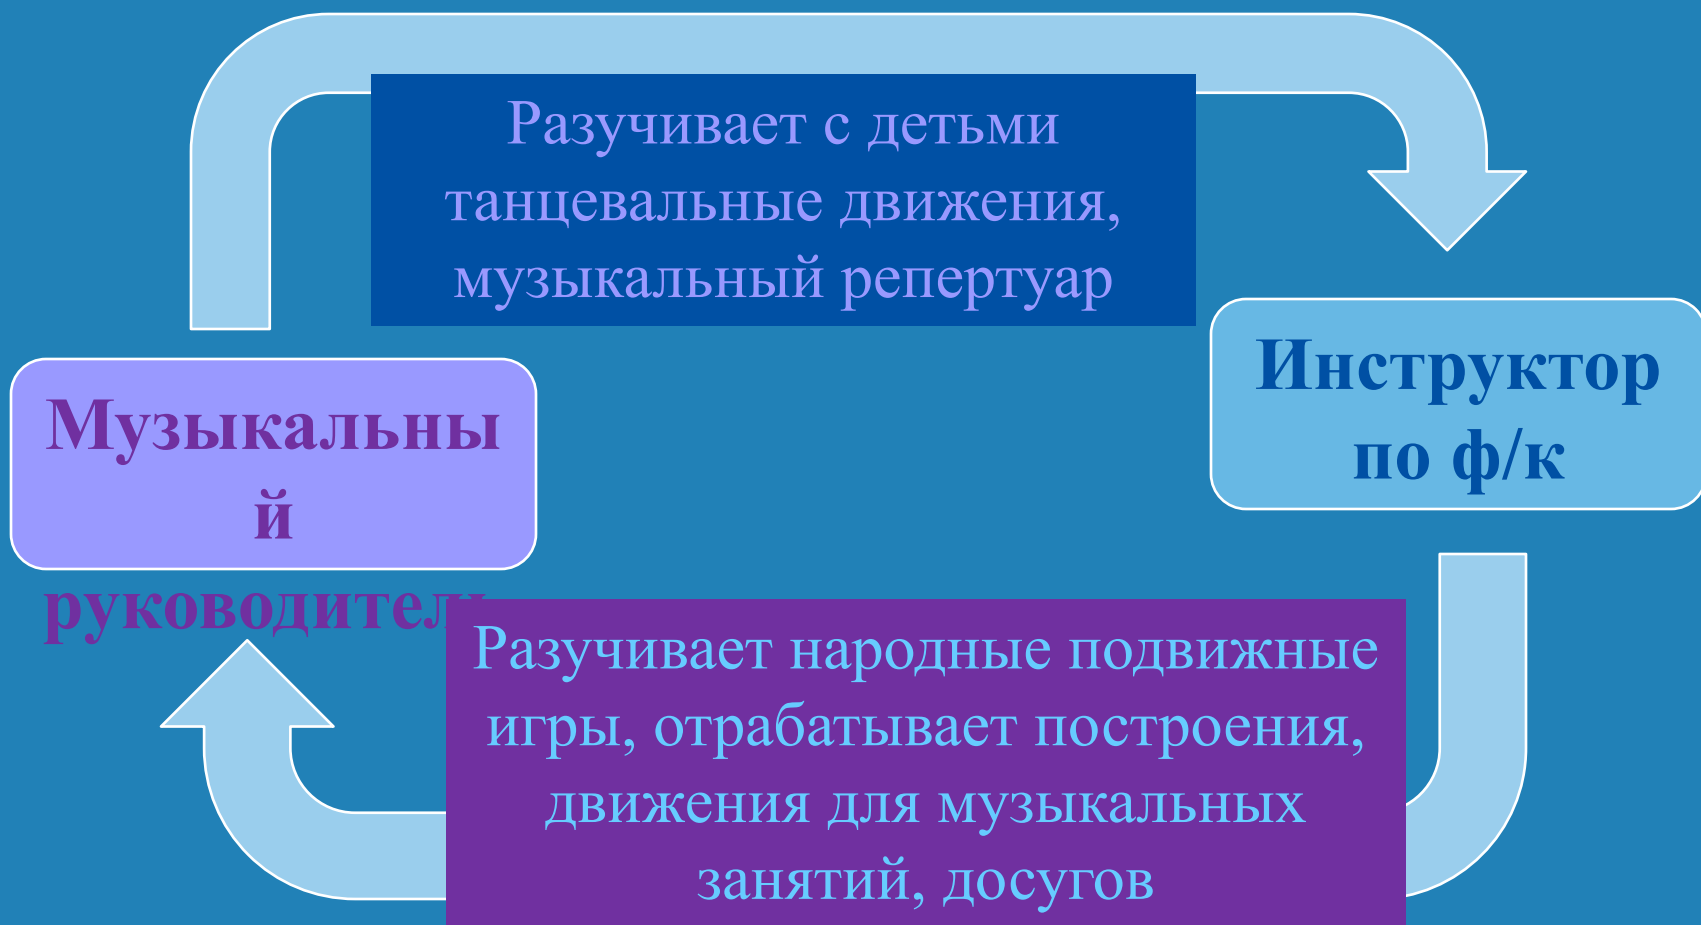 Разучивает с детьми
танцевальные движения,
музыкальный репертуар
Музыкальны
й
руководитель
Инструктор
по ф/к
Разучивает народные подвижные
игры, отрабатывает построения,
движения для музыкальных
занятий, досугов